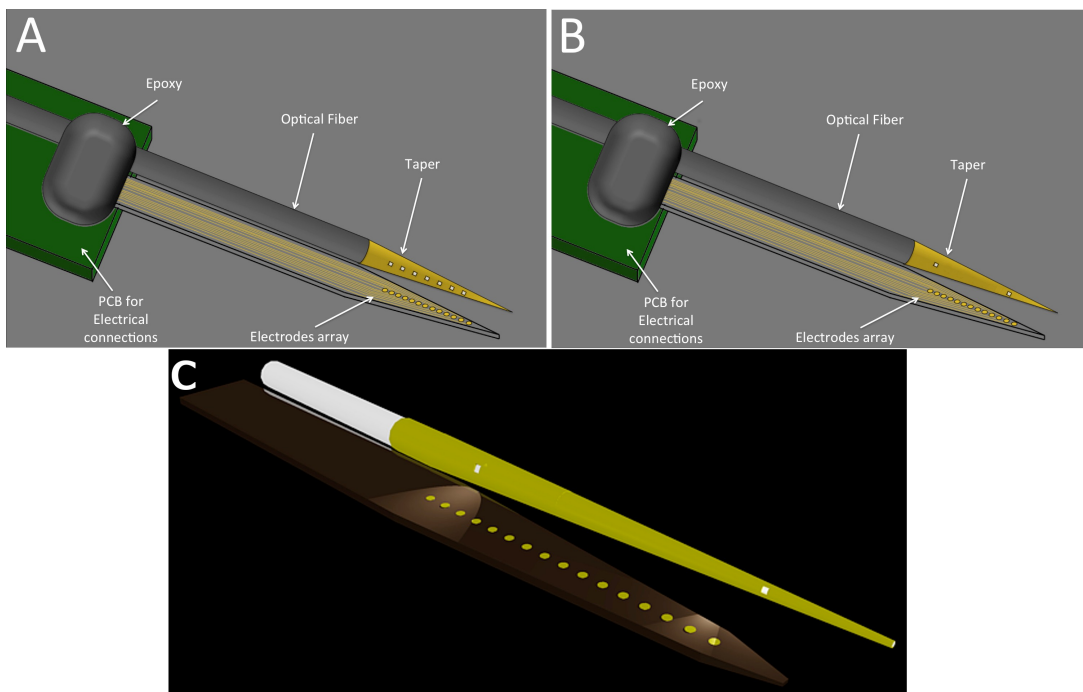 A
Epoxy
Optical Fiber
Taper
PCB for
Electrical
connections
Electrodes array
B
Epoxy
Optical Fiber
Taper
PCB for
Electrical
connections
Electrodes array
C